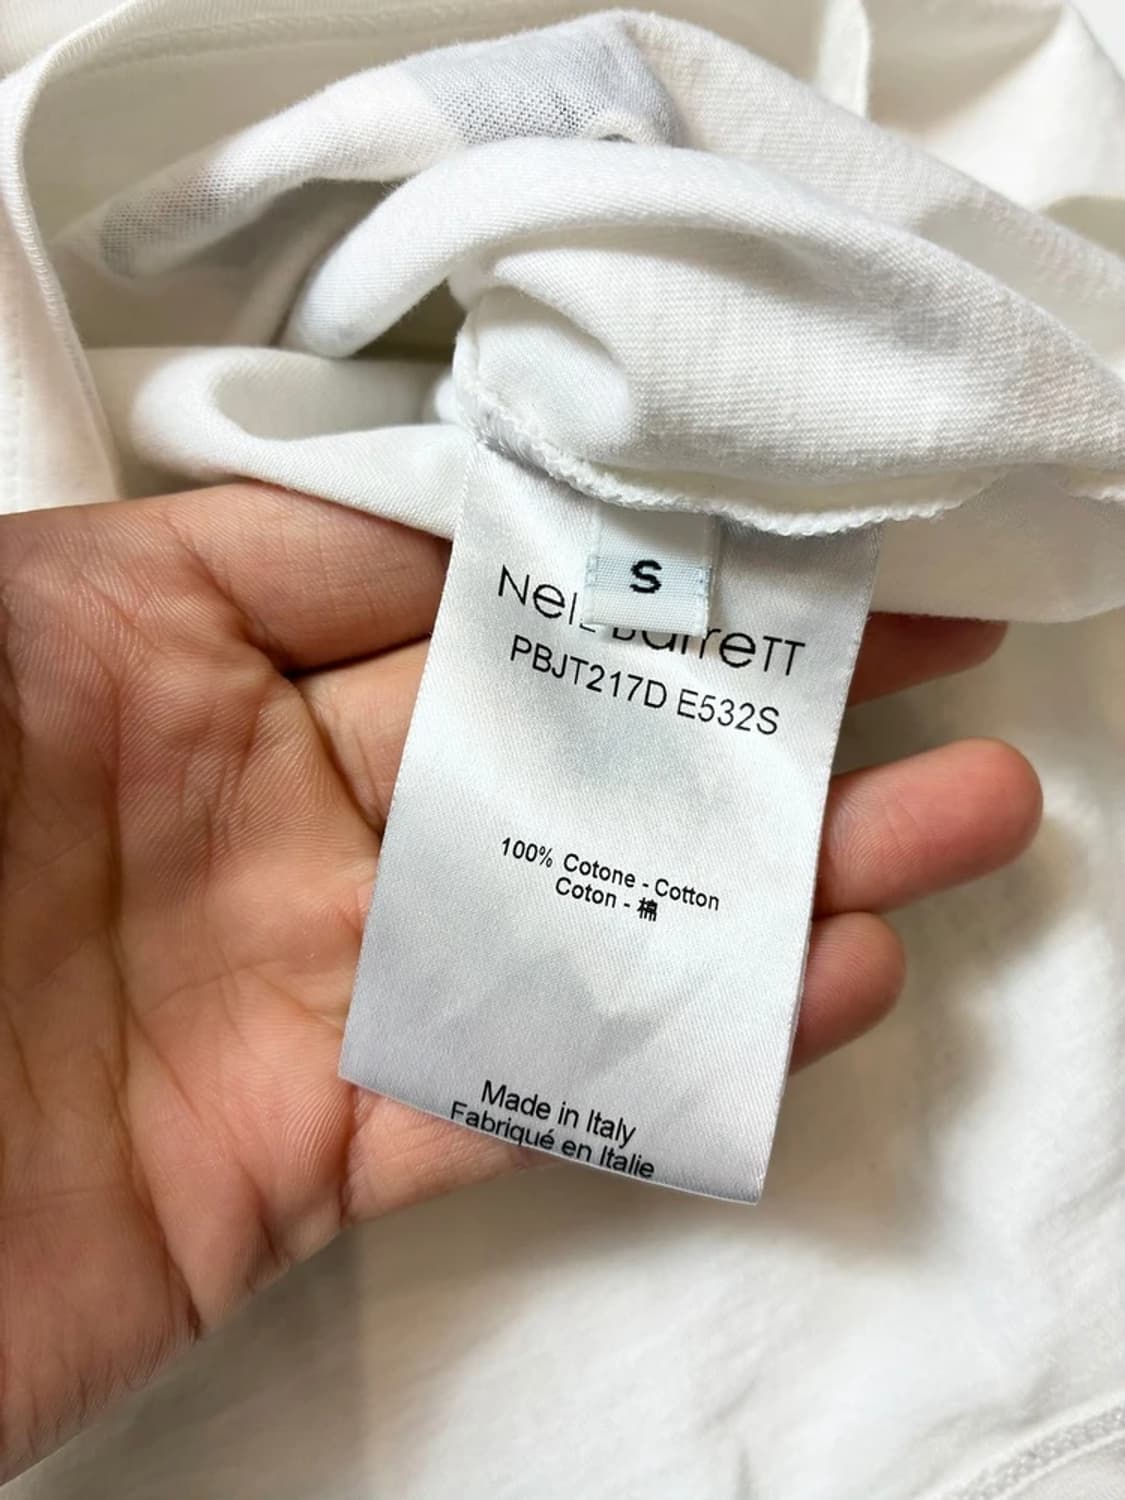 S
Neil Barrett
PBJT217D E532S
100% Cotone - Cotton
Coton - 棉
Made in Italy
Fabriqué en Italie